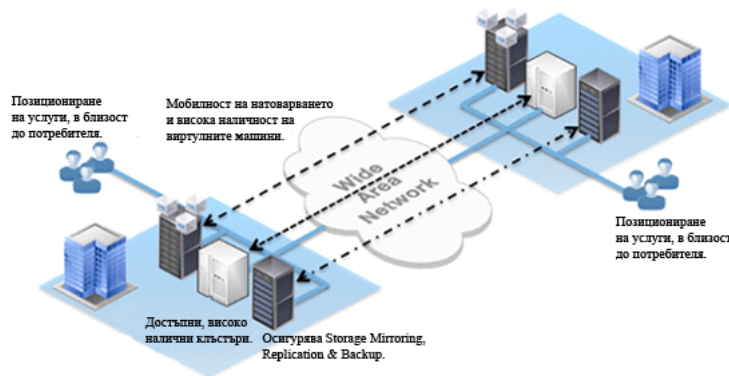 Позициониране
на услуги, в близост
до потребителя.
Мобилност на натоварването
и висока наличност на
виртулните машини.
Wide
Area
Network
Позициониране
на услуги, в близост
до потребителя.
Достъпни, високо
налични клъстъри.
Осигурява Storage Mirroring,
Replication & Backup.